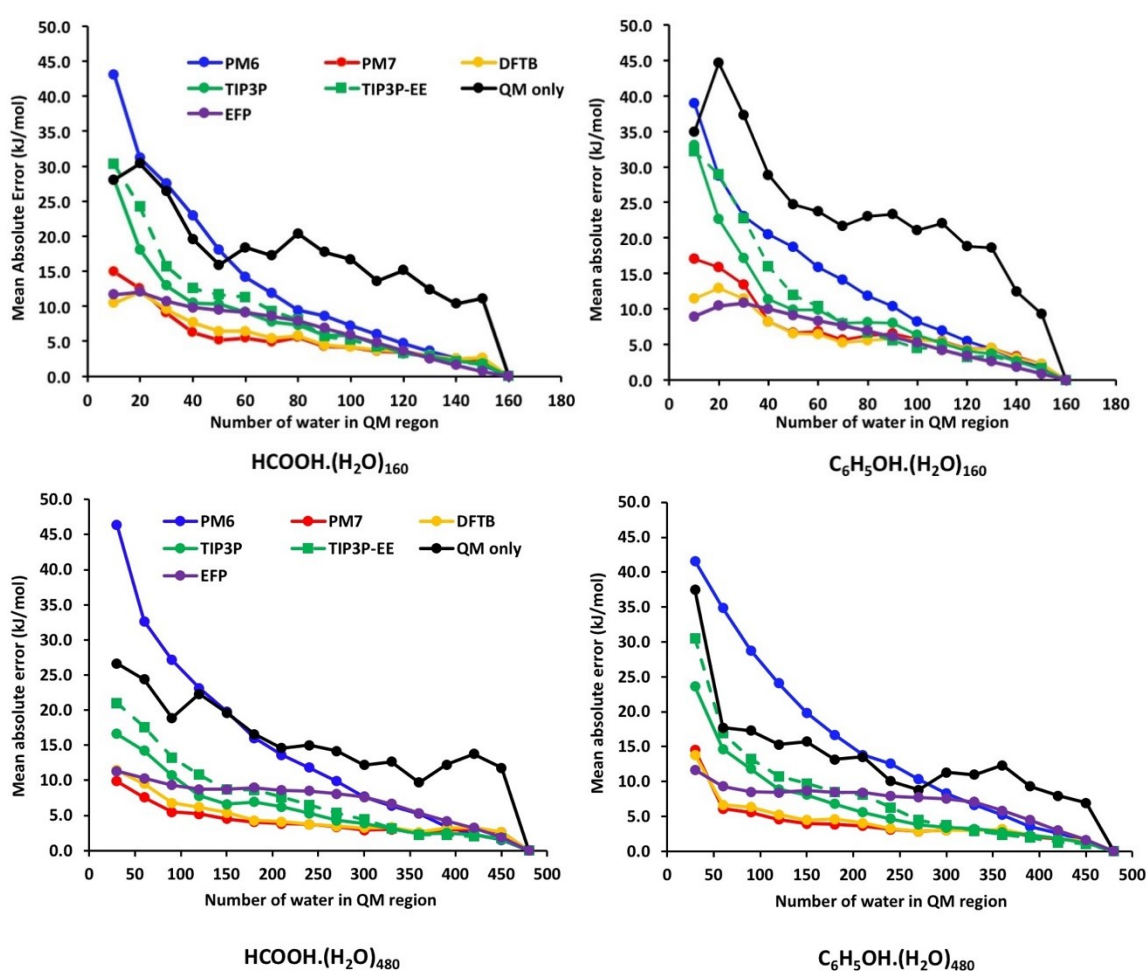 50.0
45.0
40.0
35.0
30.0
25.0
20.0
15.0
10.0
5.0
0.0
Mean Absolute Error (kJ/mol)
PM6 PM7 DFTB
TIP3P TIP3P-EE QM only
EFP
0 20 40 60 80 100 120 140 160 180
Number of water in QM region
HCOOH.(H₂O)₁₆₀
50.0
45.0
40.0
35.0
30.0
25.0
20.0
15.0
10.0
5.0
0.0
Mean absolute error (kJ/mol)
0 20 40 60 80 100 120 140 160 180
Number of water in QM region
C₆H₅OH.(H₂O)₁₆₀
50.0
45.0
40.0
35.0
30.0
25.0
20.0
15.0
10.0
5.0
0.0
Mean absolute error (kJ/mol)
PM6 PM7 DFTB
TIP3P TIP3P-EE QM only
EFP
0 50 100 150 200 250 300 350 400 450 500
Number of water in QM region
HCOOH.(H₂O)₄₈₀
50.0
45.0
40.0
35.0
30.0
25.0
20.0
15.0
10.0
5.0
0.0
Mean absolute error (kJ/mol)
0 50 100 150 200 250 300 350 400 450 500
Number of water in QM region
C₆H₅OH.(H₂O)₄₈₀